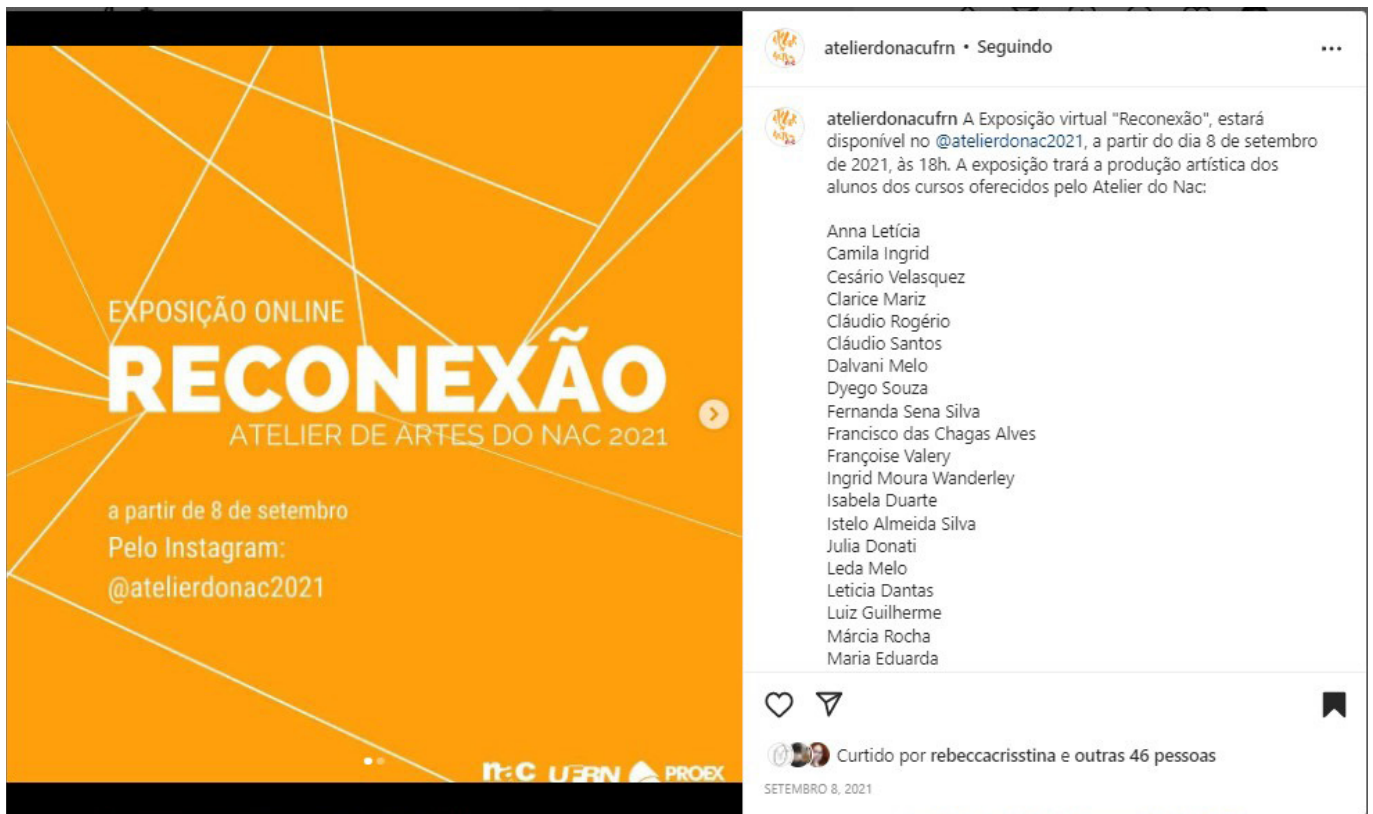 EXPOSIÇÃO ONLINE
RECONEXÃO
ATELIER DE ARTES DO NAC 2021
a partir de 8 de setembro
Pelo Instagram:
@atelierdonac2021
nac UFRN PROEX
atelierdonacufrn • Seguindo
atelierdonacufrn A Exposição virtual "Reconexão", estará
disponível no @atelierdonac2021, a partir do dia 8 de setembro
de 2021, às 18h. A exposição trará a produção artística dos
alunos dos cursos oferecidos pelo Atelier do Nac:
Anna Letícia
Camila Ingrid
Cesário Velasquez
Clarice Mariz
Cláudio Rogério
Cláudio Santos
Dalvani Melo
Dyego Souza
Fernanda Sena Silva
Francisco das Chagas Alves
Françoise Valery
Ingrid Moura Wanderley
Isabela Duarte
Istelo Almeida Silva
Julia Donati
Leda Melo
Leticia Dantas
Luiz Guilherme
Márcia Rocha
Maria Eduarda
Curtido por rebeccacrisstina e outras 46 pessoas
SETEMBRO 8, 2021